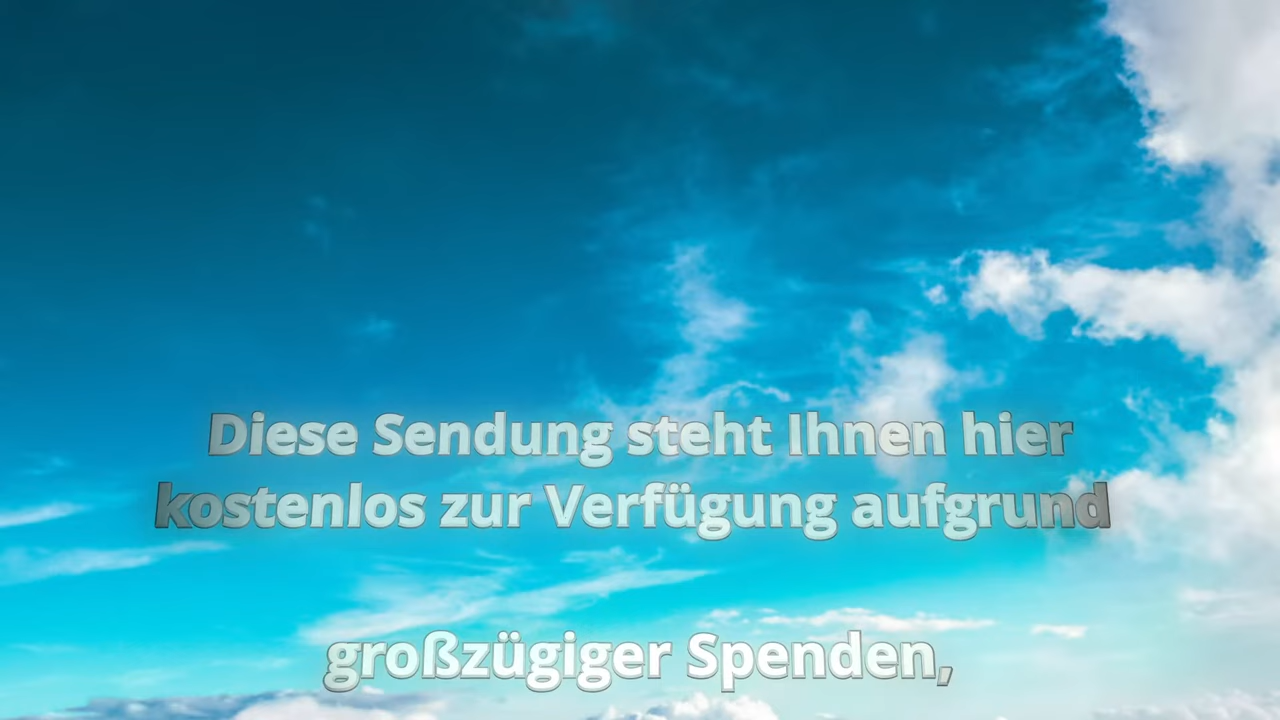 Diese Sendung steht Ihnen hier
kostenlos zur Verfügung aufgrund
großzügiger Spenden,